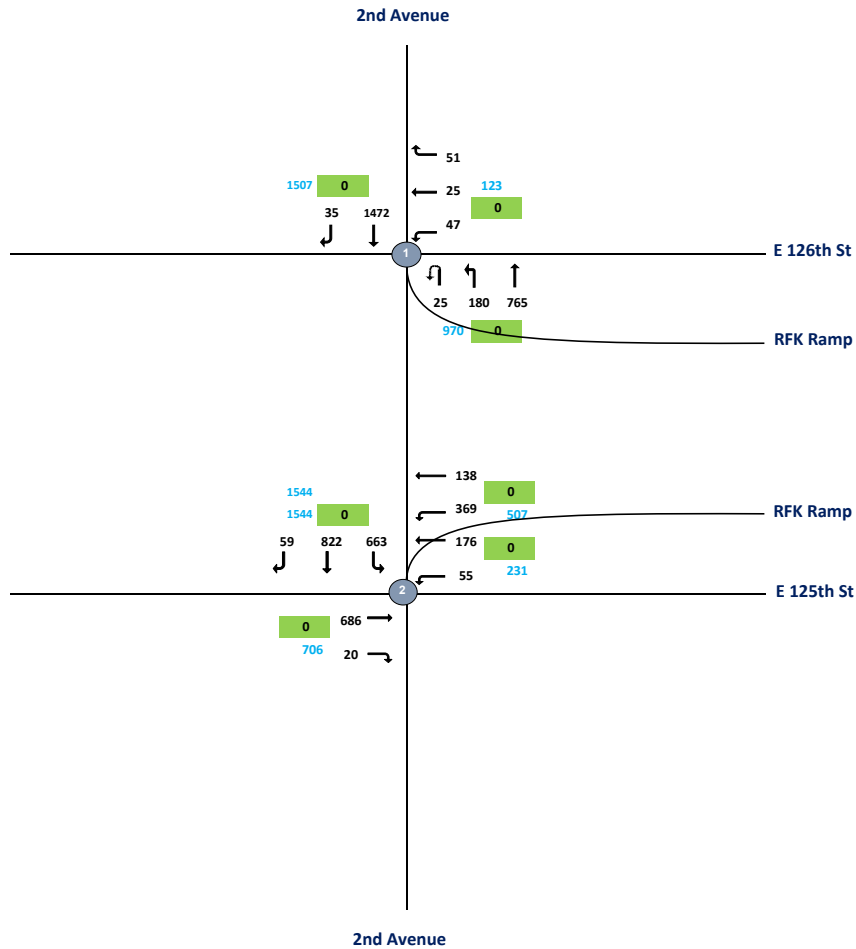 2nd Avenue
51
1507 0 25 123
0
35 1472 47
1
E 126th St
25 180 765
970 0
RFK Ramp
138
1544 0
1544 0 369 507
RFK Ramp
59 822 663 176 0
55 231
2
E 125th St
0 686
706 20
2nd Avenue